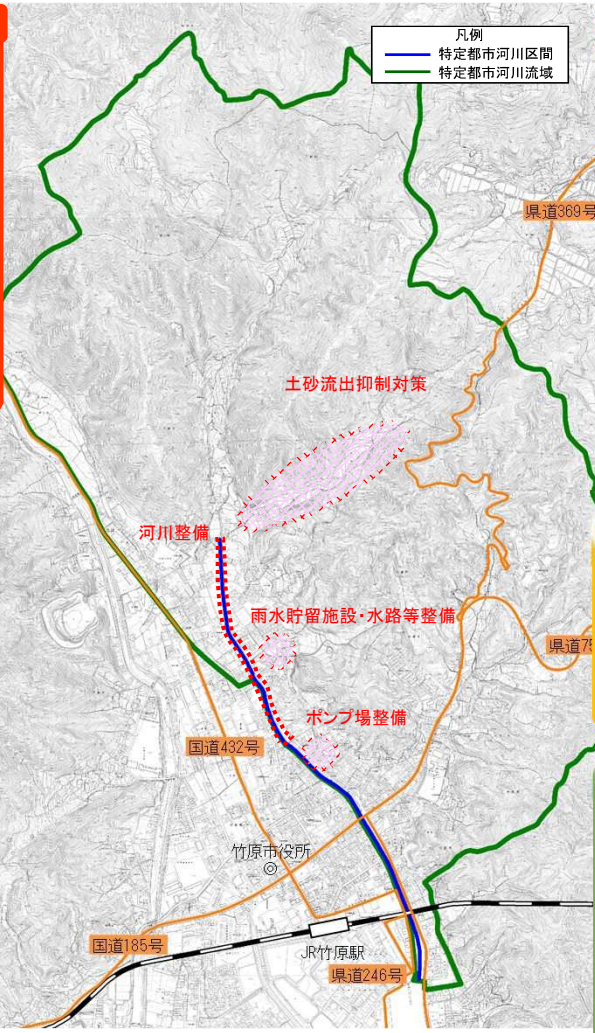 凡例
特定都市河川区間
特定都市河川流域
県道369号
土砂流出抑制対策
河川整備
雨水貯留施設・水路等整備
県道75
ポンプ場整備
国道432号
竹原市役所
国道185号
JR竹原駅
県道246号